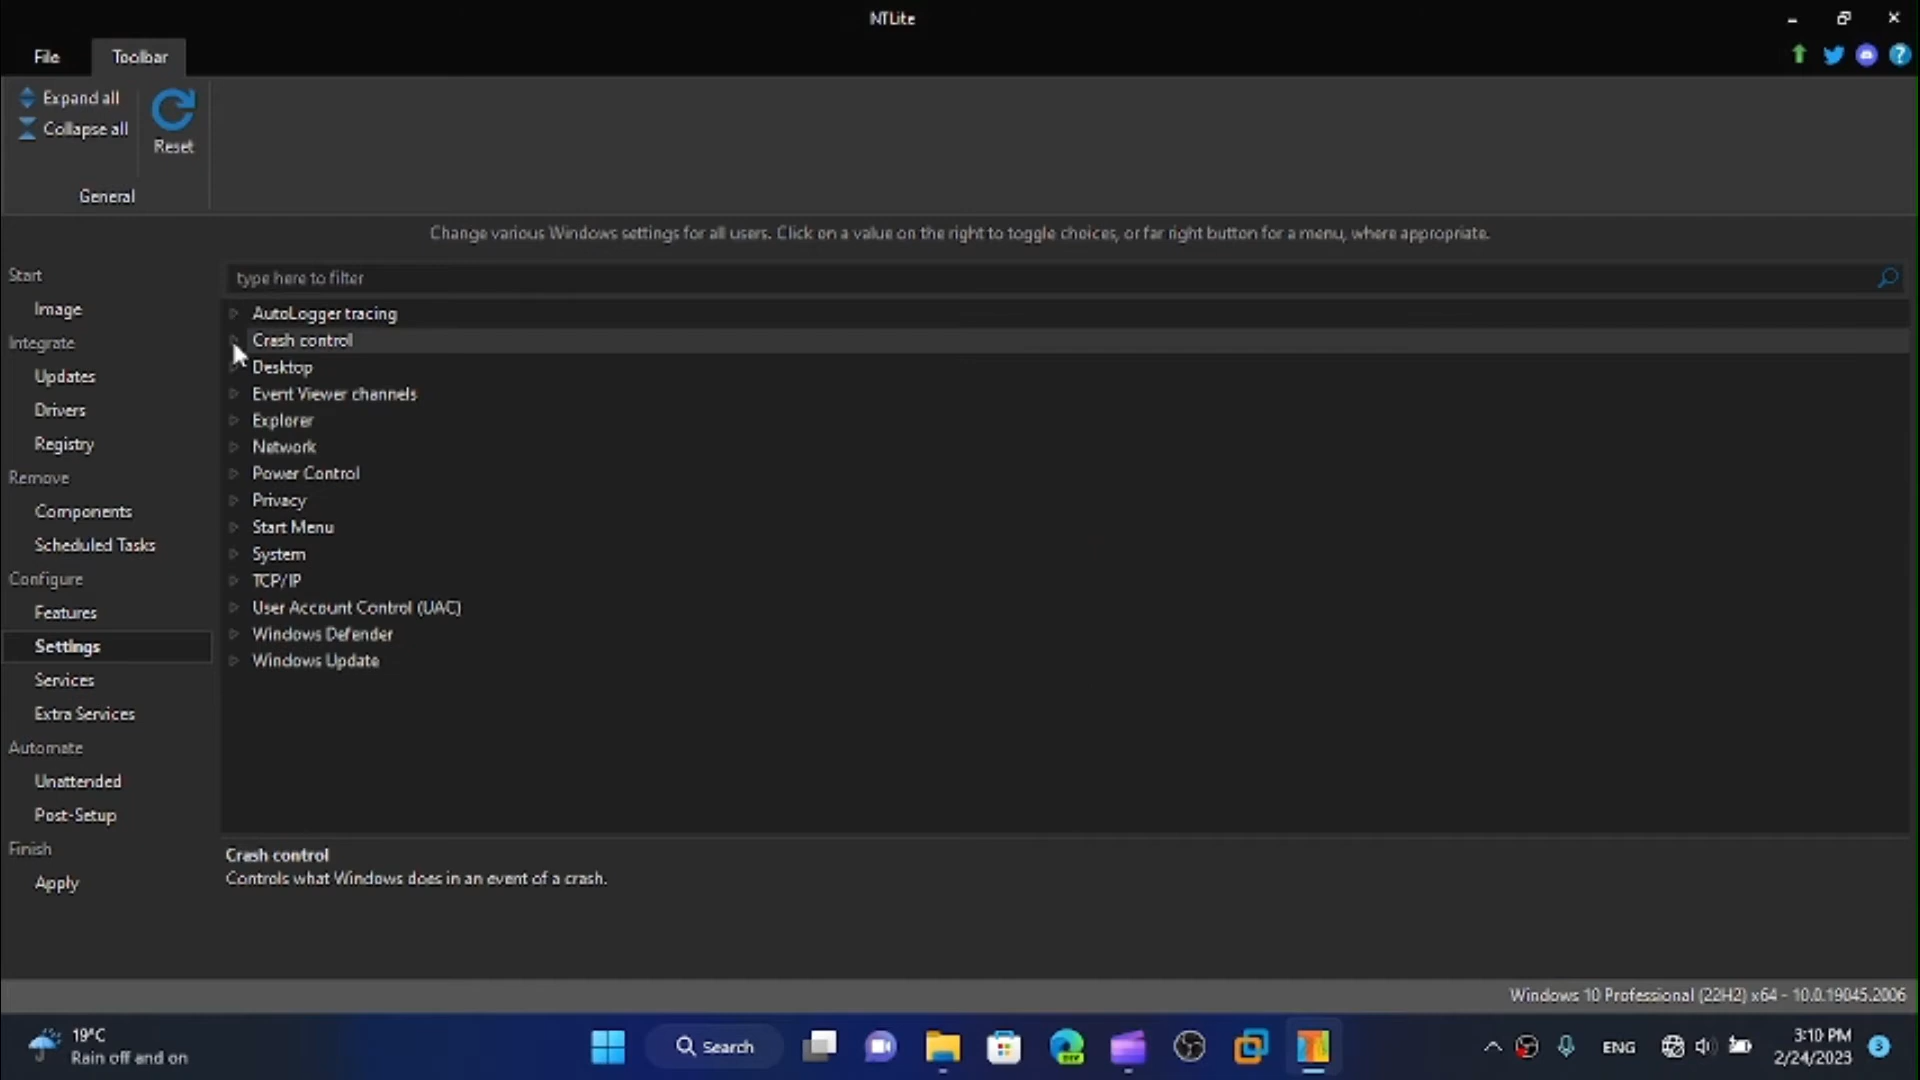 NTLite
File
Toolbar
Expand all
Collapse all
Reset
General
Change various Windows settings for all users. Click on a value on the right to toggle choices, or far right button for a menu, where appropriate.
Start
Image
Integrate
Updates
Drivers
Registry
Remove
Components
Scheduled Tasks
Configure
Features
Settings
Services
Extra Services
Automate
Unattended
Post-Setup
Finish
Apply
type here to filter
AutoLogger tracing
Crash control
Desktop
Event Viewer channels
Explorer
Network
Power Control
Privacy
Start Menu
System
TCP/IP
User Account Control (UAC)
Windows Defender
Windows Update
Crash control
Controls what Windows does in an event of a crash.
Windows 10 Professional (22H2) x64 - 10.0.19045.2006
19°C
Rain off and on
Search
ENG
3:10 PM
2/24/2023
3